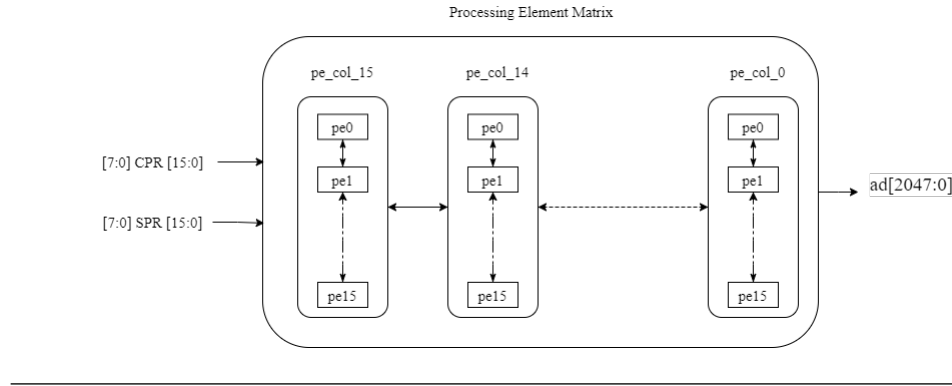 Processing Element Matrix
pe_col_15
pe_col_14
pe_col_0
pe0
pe0
pe0
[7:0] CPR [15:0]
pe1
pe1
pe1
ad[2047:0]
[7:0] SPR [15:0]
pe15
pe15
pe15